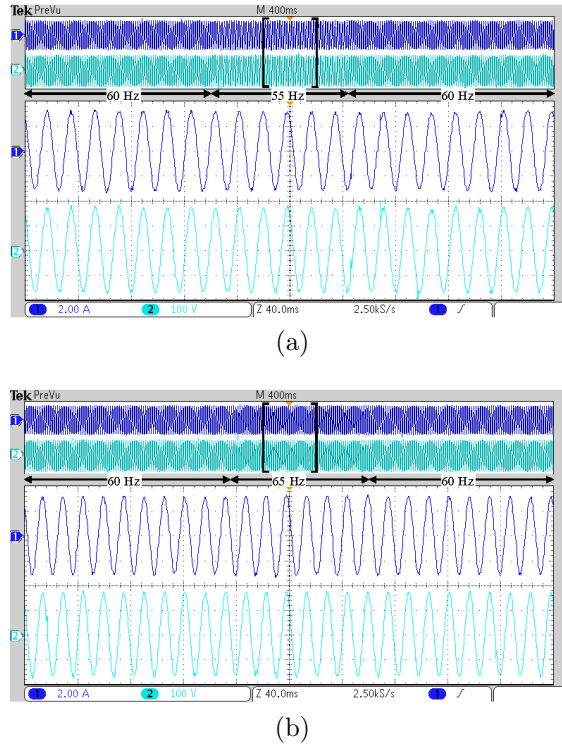 Tek PreVu M 400ms
1
2
60 Hz 55 Hz 60 Hz
1
2
1 2.00 A 2 100 V Z 40.0ms 2.50kS/s 1 ∫
(a)
Tek PreVu M 400ms
1
2
60 Hz 65 Hz 60 Hz
1
2
1 2.00 A 2 100 V Z 40.0ms 2.50kS/s 1 ∫
(b)